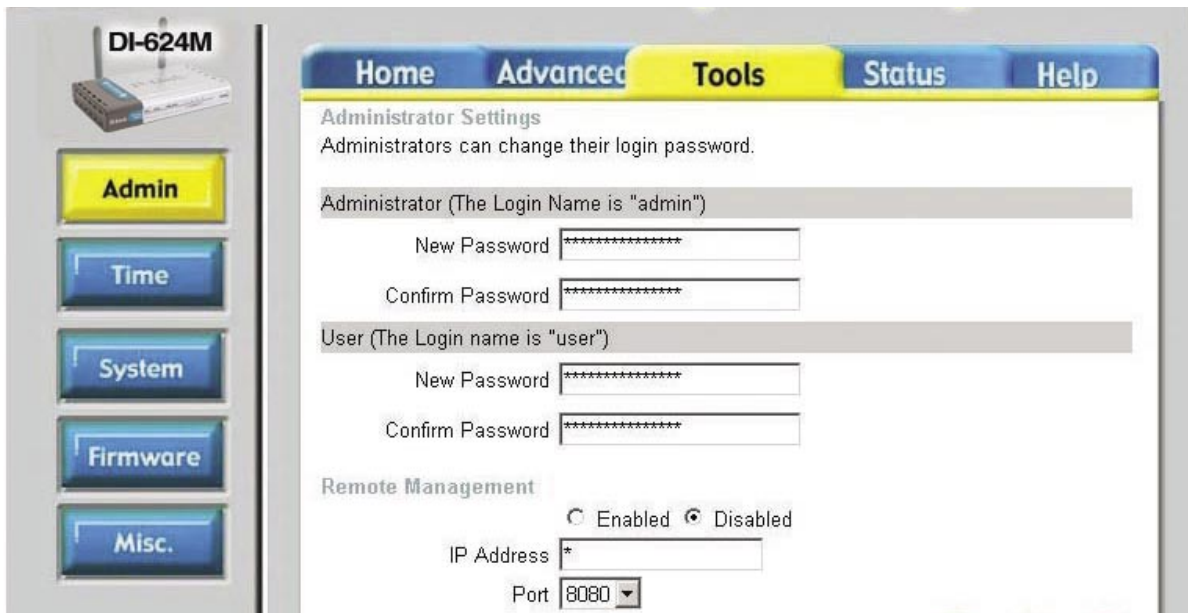 DI-624M
Home Advanced Tools Status Help
Admin
Time
System
Firmware
Misc.
Administrator Settings
Administrators can change their login password.
Administrator (The Login Name is "admin")
New Password ***************
Confirm Password ***************
User (The Login name is "user")
New Password ***************
Confirm Password ***************
Remote Management
Enabled Disabled
IP Address *
Port 8080